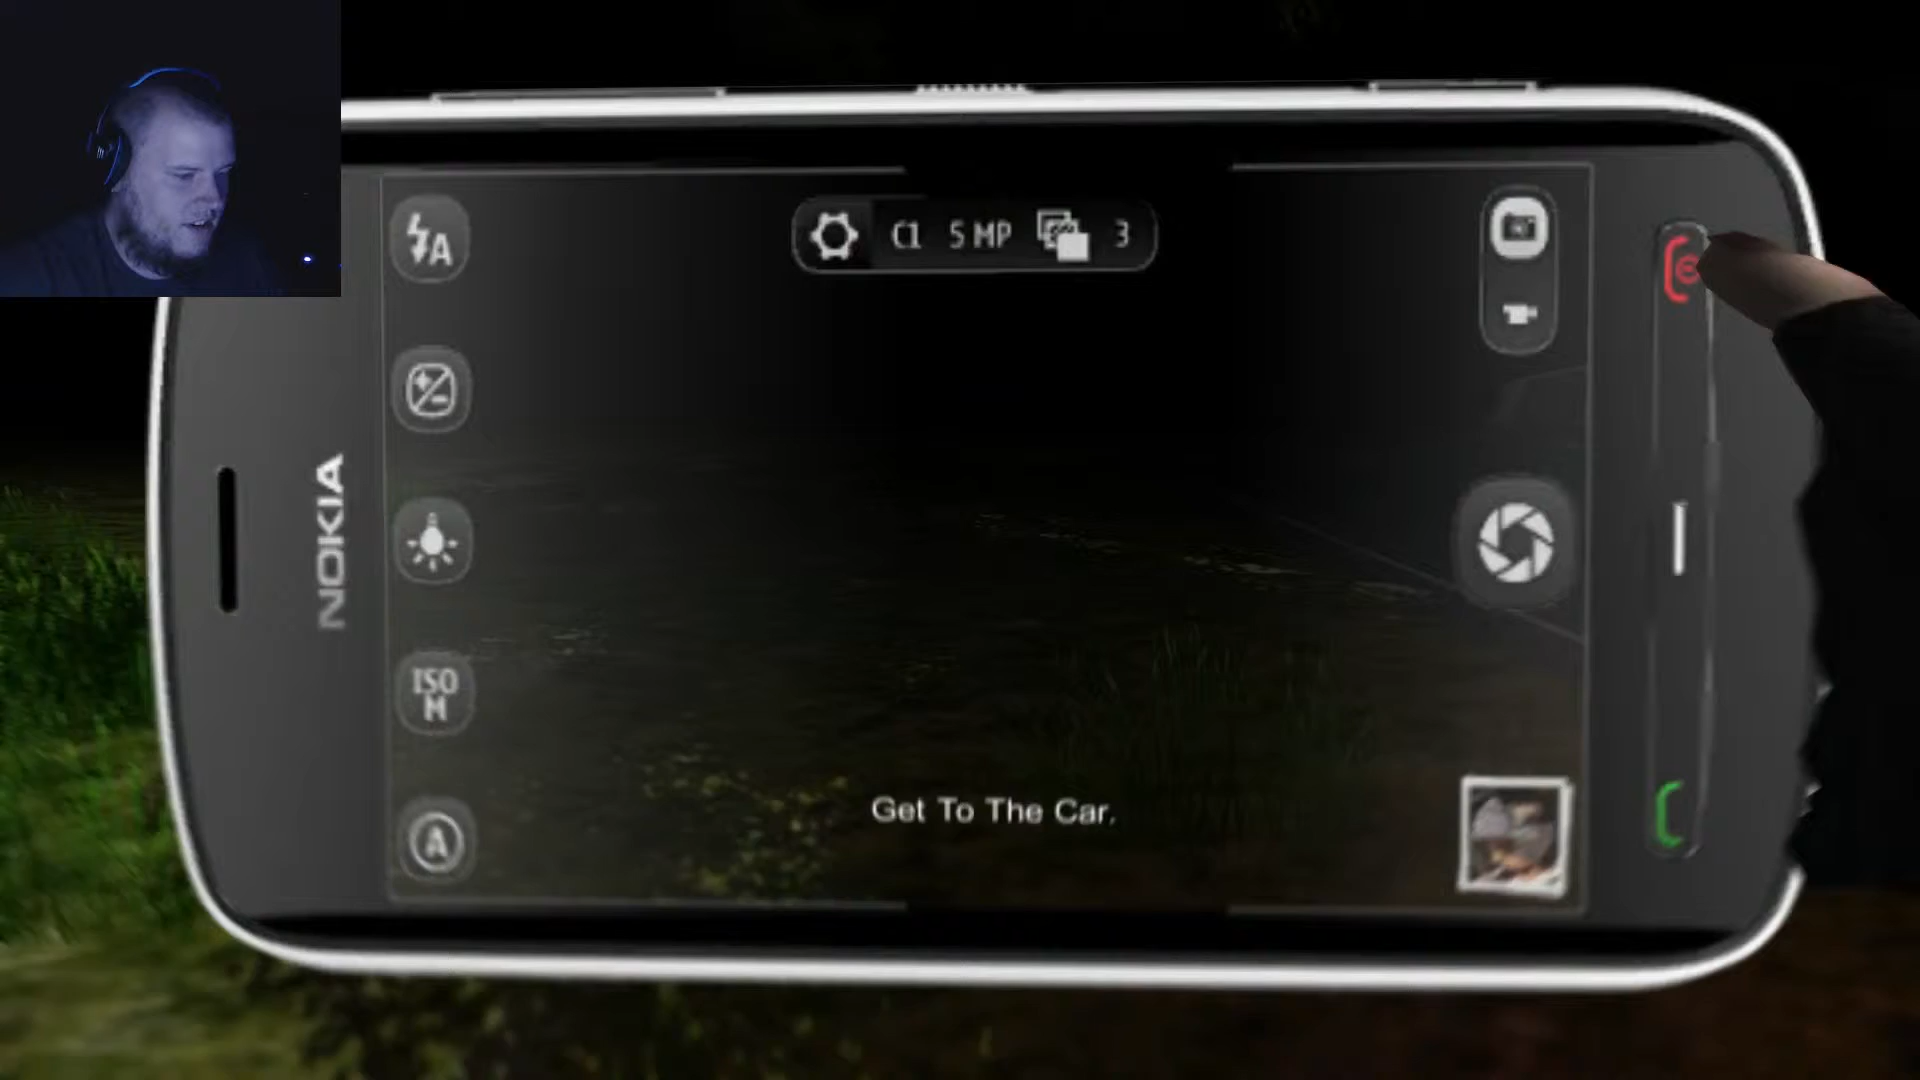 A
C1 5 MP 3
NOKIA
ISO
M
A
Get To The Car.